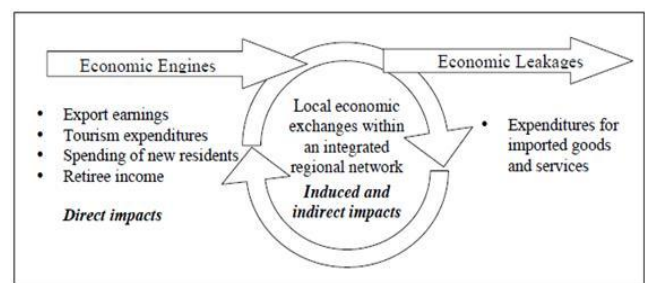 Economic Engines
• Export earnings
• Tourism expenditures
• Spending of new residents
• Retiree income
Direct impacts
Local economic
exchanges within
an integrated
regional network
Induced and
indirect impacts
Economic Leakages
• Expenditures for
imported goods
and services